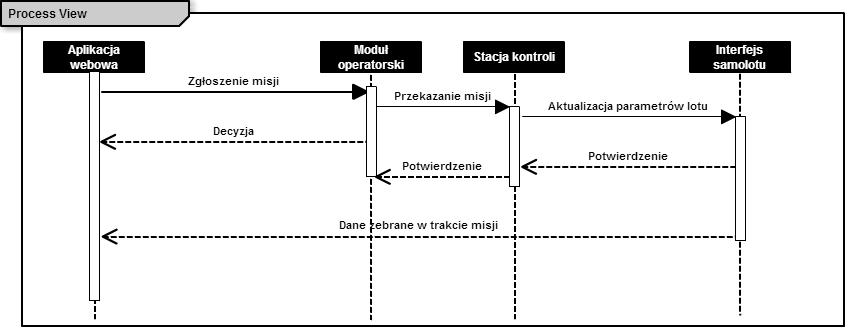 Process View
Aplikacja
webowa
Moduł
operatorski
Stacja kontroli
Interfejs
samolotu
Zgłoszenie misji
Przekazanie misji
Aktualizacja parametrów lotu
Decyzja
Potwierdzenie
Potwierdzenie
Dane zebrane w trakcie misji